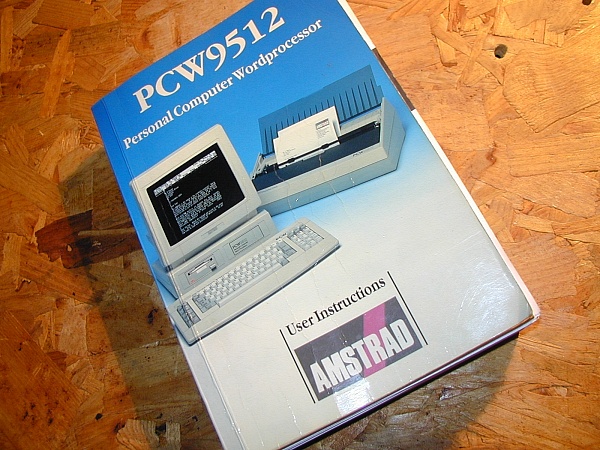 PCW9512
Personal Computer Wordprocessor
User Instructions
AMSTRAD